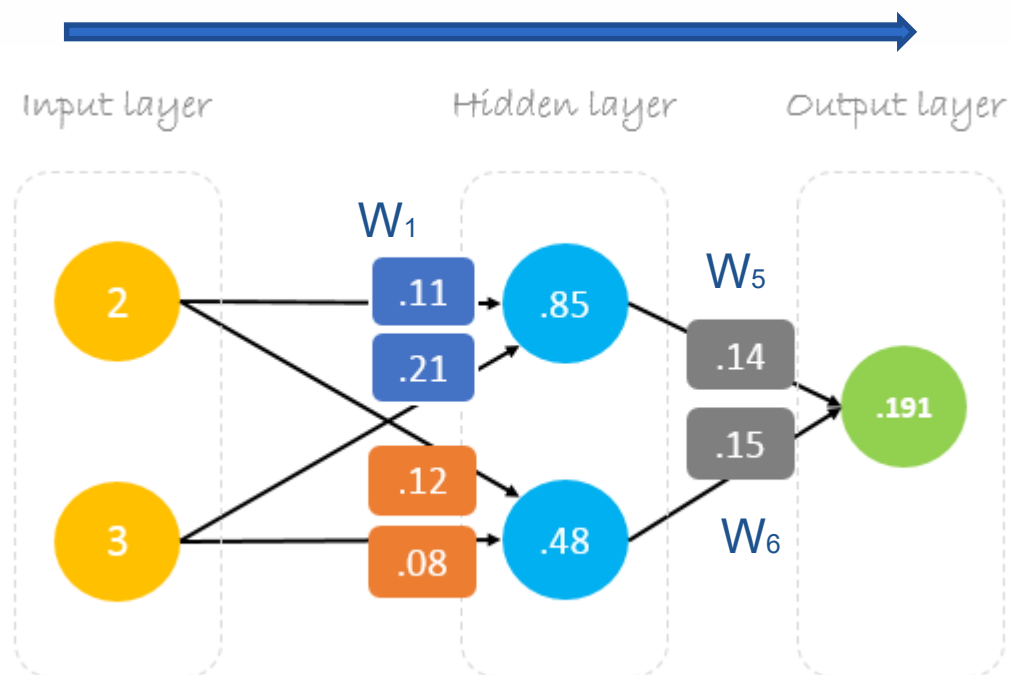 Input layer
Hidden layer
Output layer
W1
W5
2
.11
.85
.21
.14
.191
.15
.12
3
.48
.08
W6